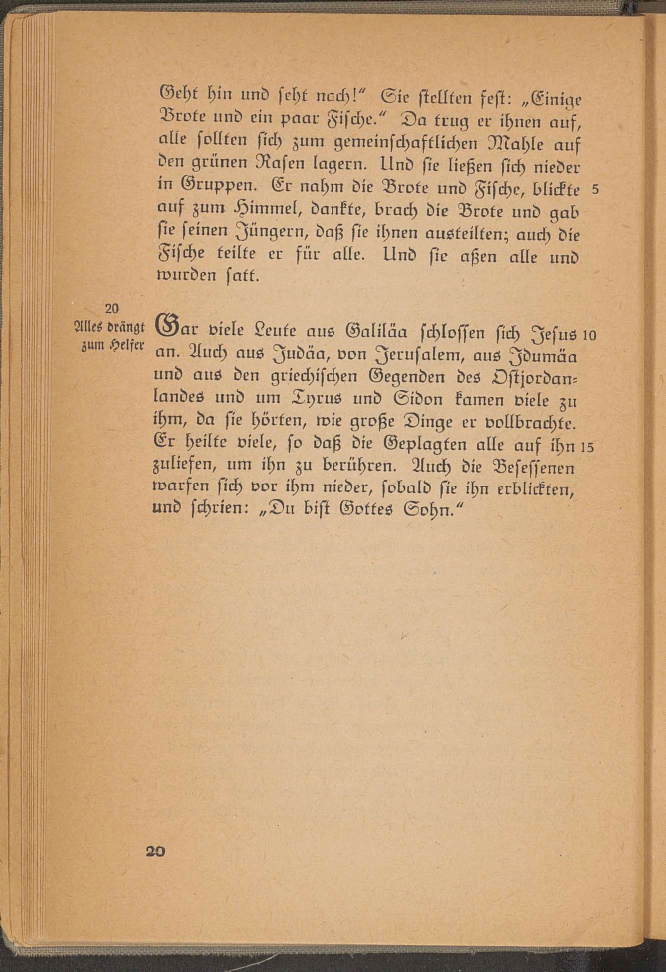 Geht hin und seht nach!“ Sie stellten fest: „Einige
Brote und ein paar Fische.“ Da trug er ihnen auf,
alle sollten sich zum gemeinschaftlichen Mahle auf
den grünen Rasen lagern. Und sie ließen sich nieder
in Gruppen. Er nahm die Brote und Fische, blickte 5
auf zum Himmel, dankte, brach die Brote und gab
sie seinen Jüngern, daß sie ihnen austeilten; auch die
Fische teilte er für alle. Und sie aßen alle und
wurden satt.
20
Alles drängt
zum Helfer
Gar viele Leute aus Galiläa schlossen sich Jesus 10
an. Auch aus Judäa, von Jerusalem, aus Idumäa
und aus den griechischen Gegenden des Ostjordan-
landes und um Tyrus und Sidon kamen viele zu
ihm, da sie hörten, wie große Dinge er vollbrachte.
Er heilte viele, so daß die Geplagten alle auf ihn 15
zuliefen, um ihn zu berühren. Auch die Besessenen
warfen sich vor ihm nieder, sobald sie ihn erblickten,
und schrien: „Du bist Gottes Sohn.“
20